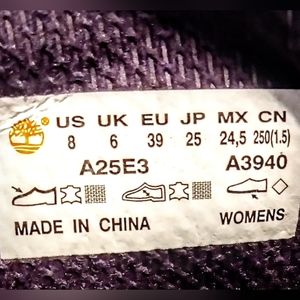 US UK EU JP MX CN
8 6 39 25 24,5 250(1.5)
A25E3 A3940
MADE IN CHINA WOMENS